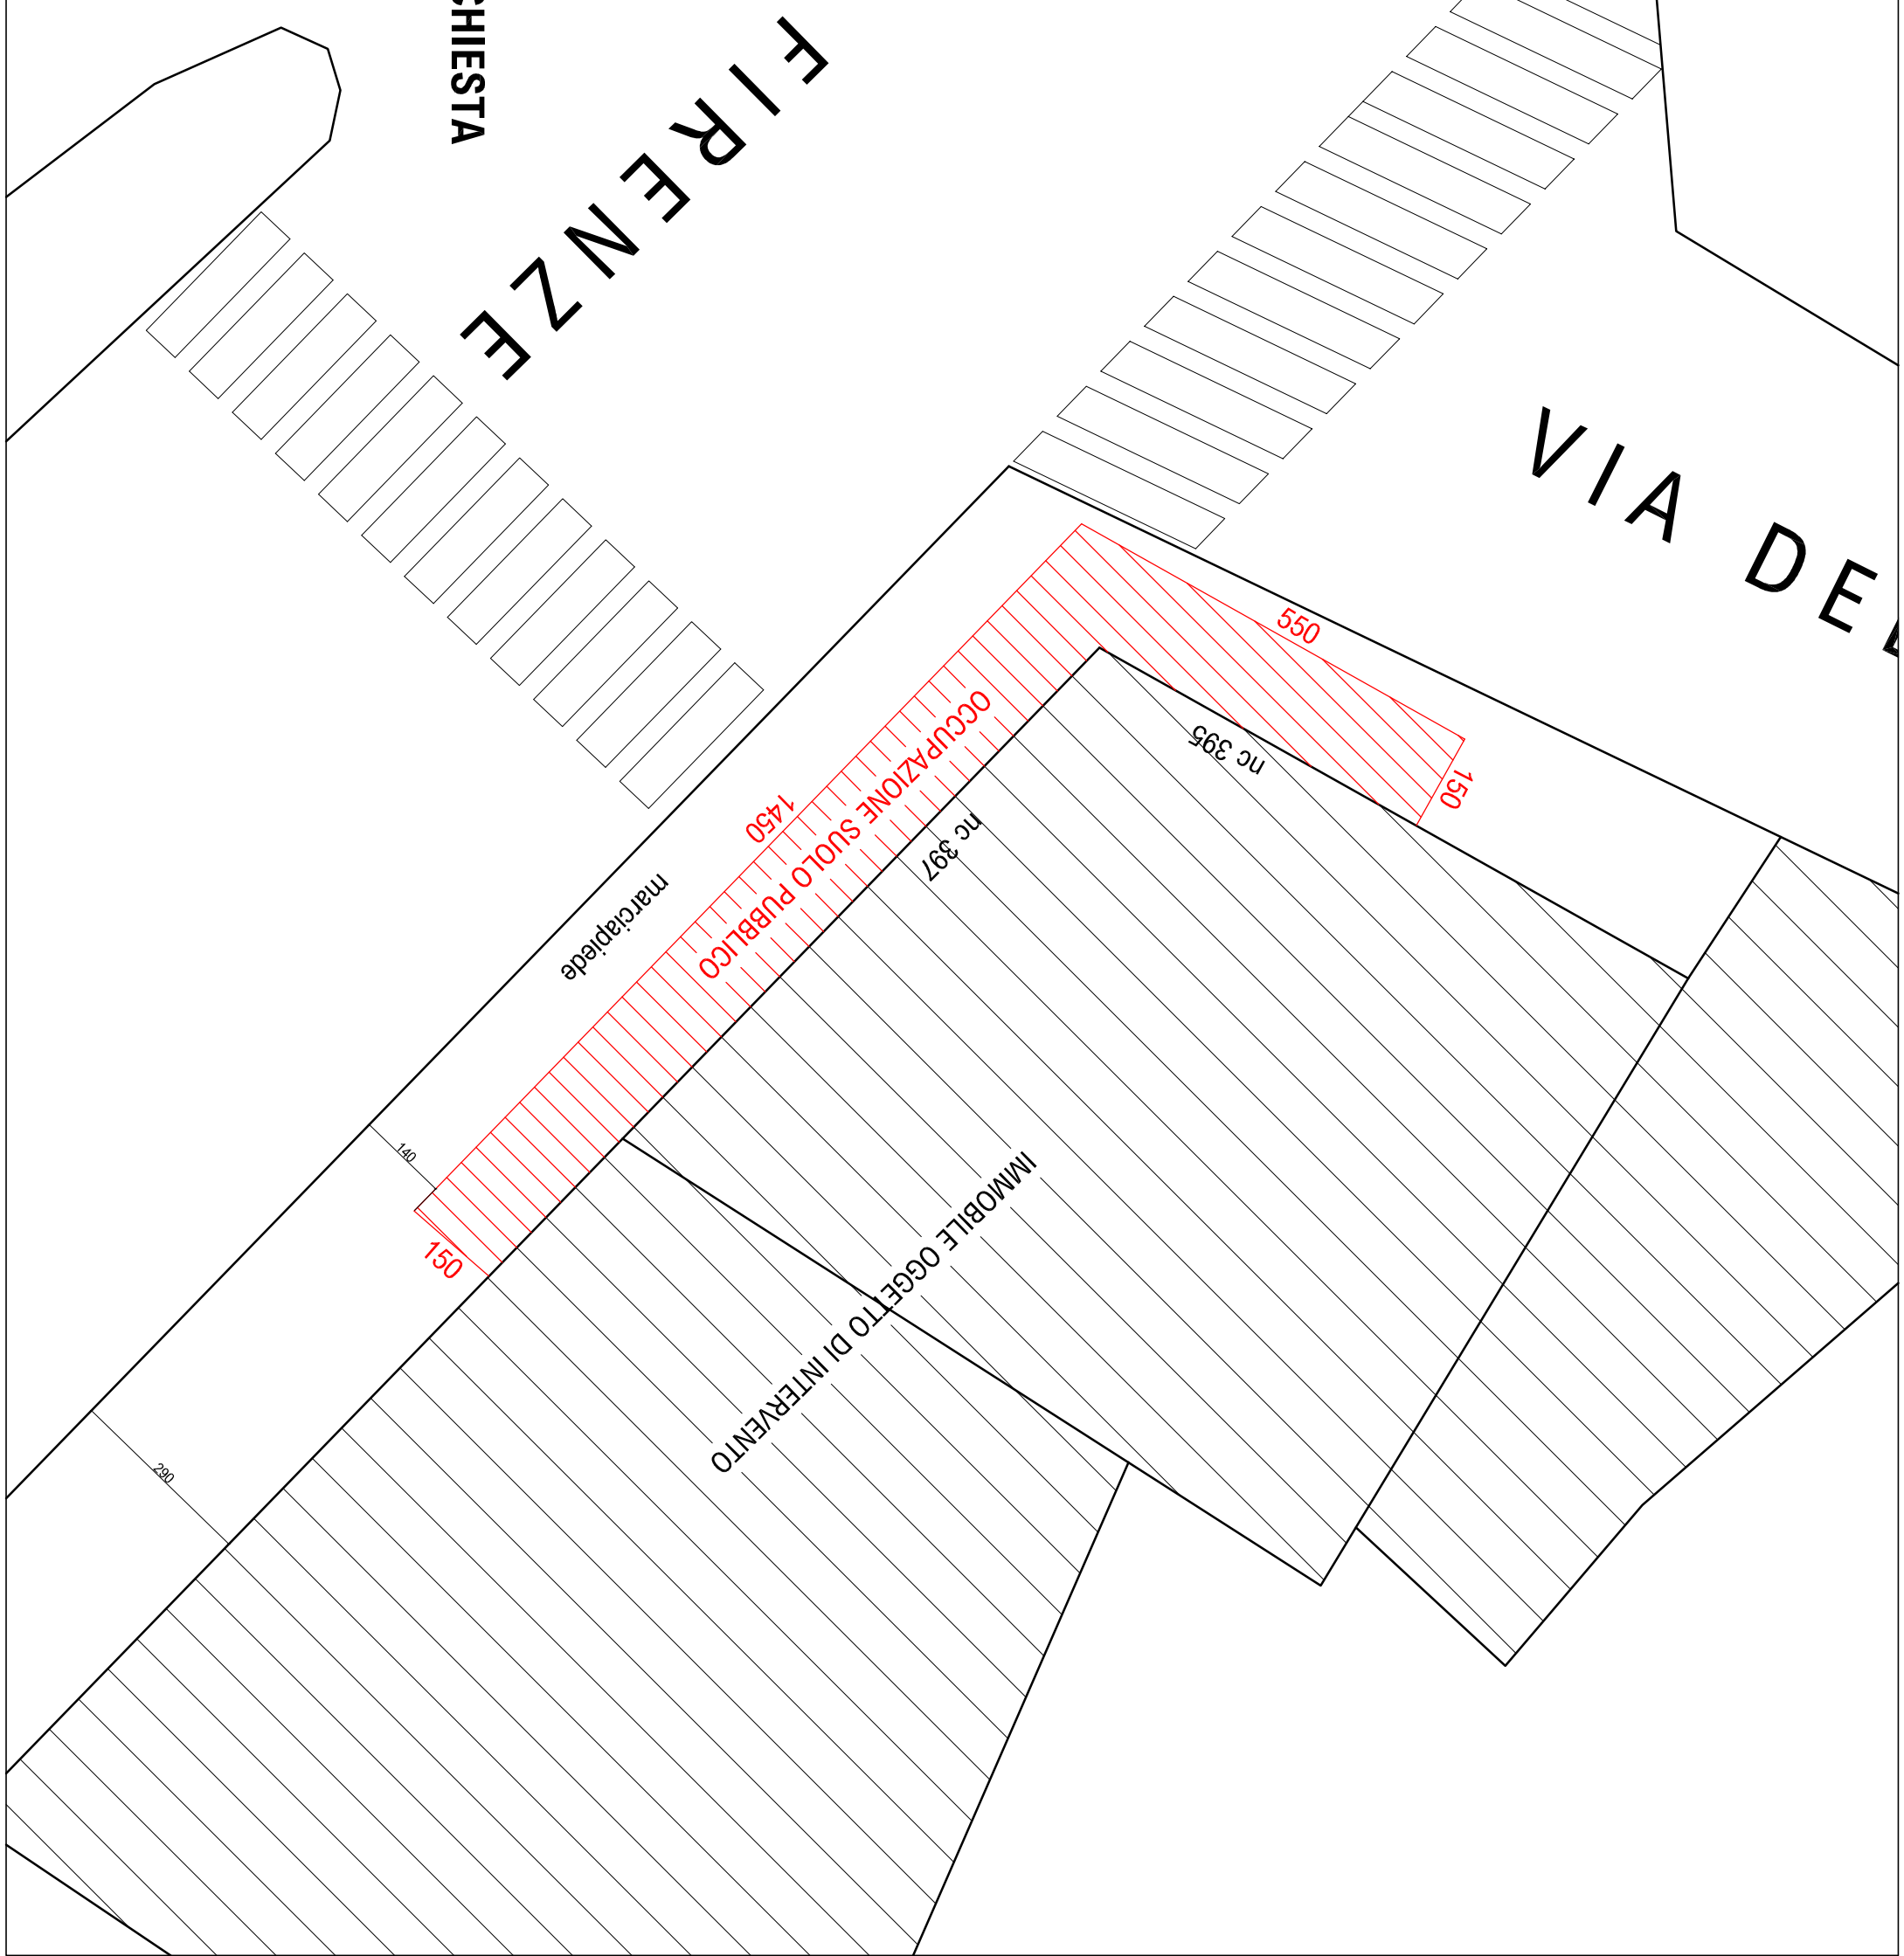 CHIESTA
FIRENZE
VIA DE
550
150
nc 395
OCCUPAZIONE SUOLO PUBBLICO
1450
nc 397
marciapiede
140
150
IMMOBILE OGGETTO DI INTERVENTO
290